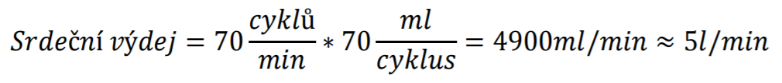 Srdeční výdej = 70 cyklů/min * 70 ml/cyklus = 4900ml/min ≈ 5l/min